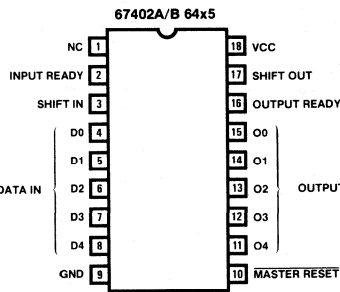 67402A/B 64x5
NC 1 18 VCC
INPUT READY 2 17 SHIFT OUT
SHIFT IN 3 16 OUTPUT READY
D0 4 15 O0
D1 5 14 O1
DATA IN D2 6 13 O2 OUTPUT
D3 7 12 O3
D4 8 11 O4
GND 9 10 MASTER RESET